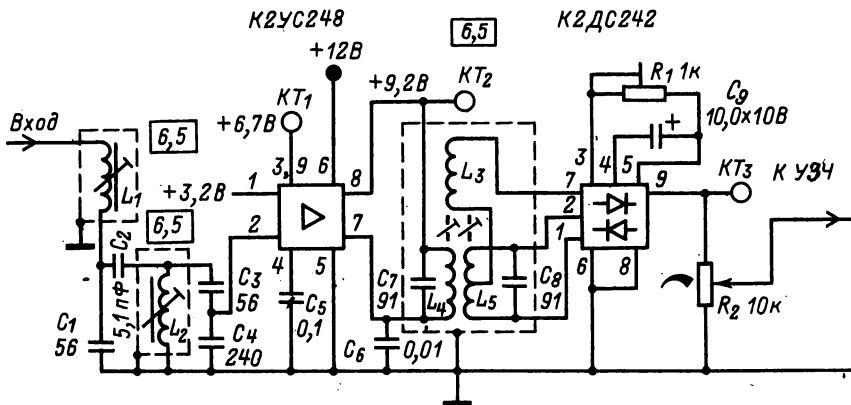 К2УС248
К2ДС242
6,5
+12В
+9,2В
КТ2
R1 1к
C9
10,0×10В
Вход
6,5
КТ1
+6,7В
L1
3, 9
6
8
L3
3
4
5
7
9
КТ3
К УЗЧ
+3,2В
1
2
6,5
2
7
1
C2
5,1 пФ
L2
C3
56
4
5
C7
91
L4
L5
C8
91
6
8
R2 10к
C1
56
C4
240
C5
0,1
C6
0,01